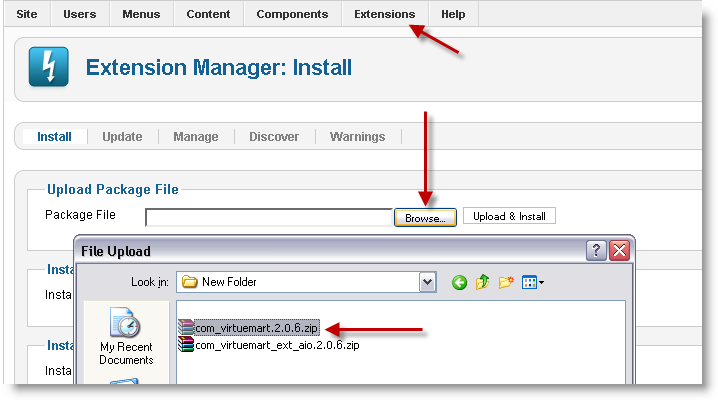 Site Users Menus Content Components Extensions Help
Extension Manager: Install
Install Update Manage Discover Warnings
Upload Package File
Package File Browse... Upload & Install
File Upload
Look in: New Folder
Insta
Insta
com_virtuemart.2.0.6.zip
com_virtuemart_ext_aio.2.0.6.zip
My Recent
Documents
Insta
Insta